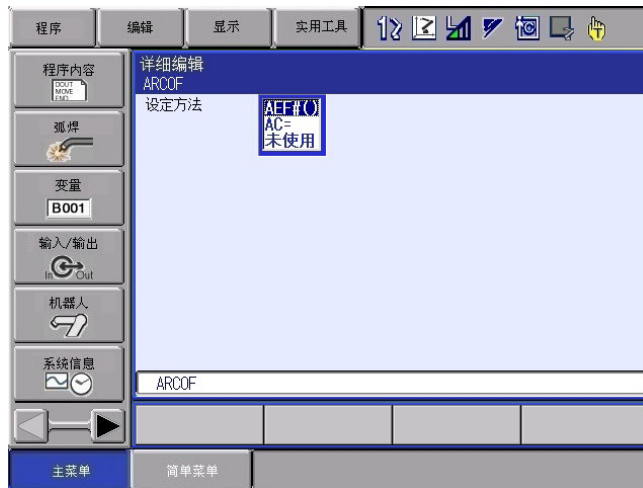 程序
编辑
显示
实用工具
程序内容
DOUT
MOVE
END
弧焊
变量
B001
输入/输出
In Out
机器人
系统信息
详细编辑
ARCOF
设定方法
AEF#()
AC=
未使用
ARCOF
主菜单
简单菜单